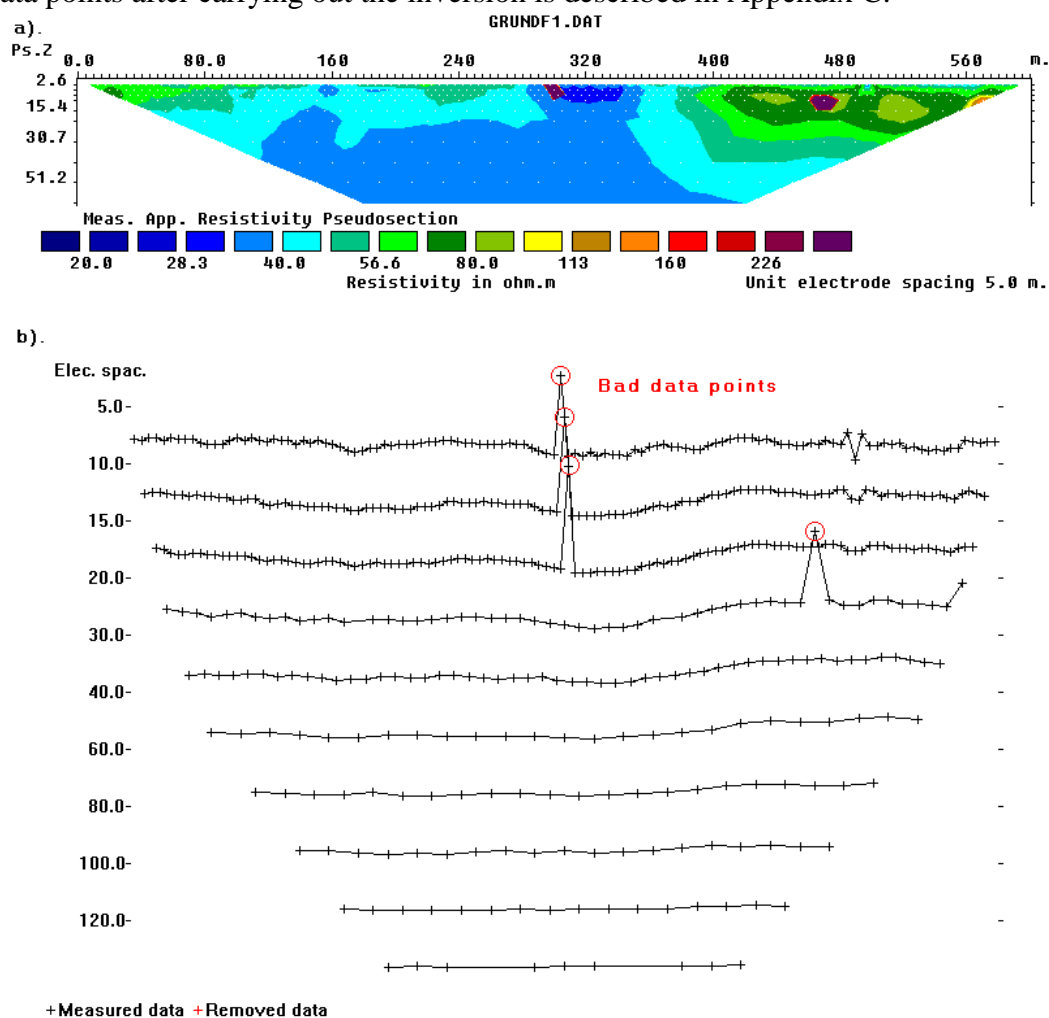 ata points after carrying out the inversion is described in Appendix C.
a).
GRUNDF1.DAT
Ps.Z 0.0 80.0 160 240 320 400 480 560 m.
2.6
15.4
30.7
51.2
Meas. App. Resistivity Pseudosection
20.0 28.3 40.0 56.6 80.0 113 160 226
Resistivity in ohm.m Unit electrode spacing 5.0 m.
b).
Elec. spac.
Bad data points
5.0-
10.0-
15.0-
20.0-
30.0-
40.0-
60.0-
80.0-
100.0-
120.0-
+Measured data +Removed data